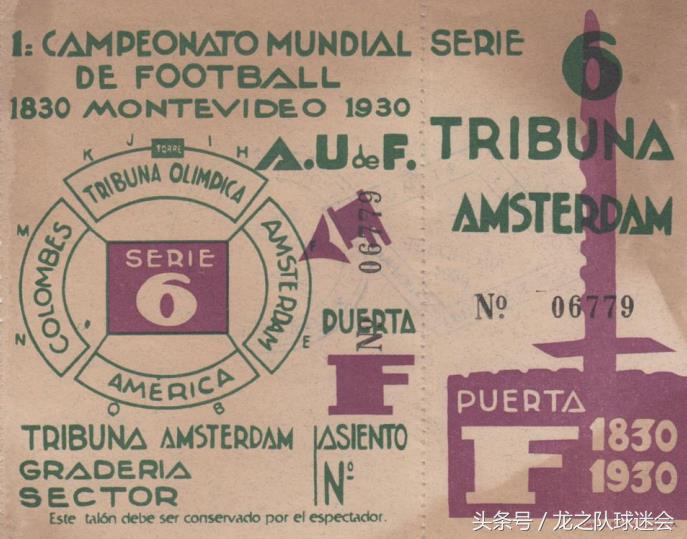 1: CAMPEONATO MUNDIAL
DE FOOTBALL
1830 MONTEVIDEO 1930
A.U de F.
K J TORRE I H
TRIBUNA OLIMPICA
M
COLOMBES
AMSTERDAM
SERIE
6
N
E
AMÉRICA
O B
Nº 06779
PUERTA
F
TRIBUNA AMSTERDAM
GRADERIA
SECTOR
ASIENTO
Nº
Este talón debe ser conservado por el espectador.
SERIE 6
TRIBUNA
AMSTERDAM
Nº 06779
PUERTA
F
1830
1930
头条号 / 龙之队球迷会